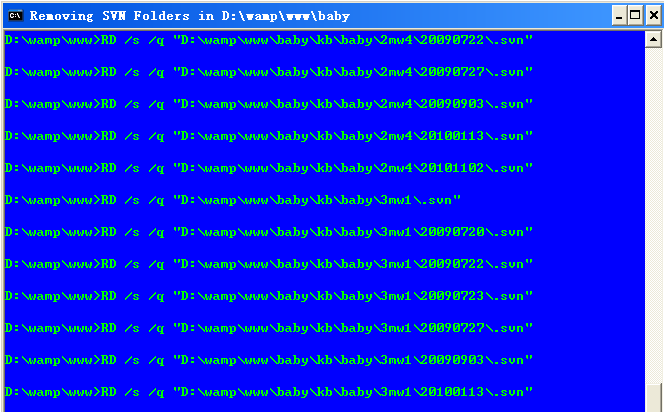 Removing SVN Folders in D:\wamp\www\baby
D:\wamp\www>RD /s /q "D:\wamp\www\baby\kb\baby\2mw4\20090722\.svn"
D:\wamp\www>RD /s /q "D:\wamp\www\baby\kb\baby\2mw4\20090727\.svn"
D:\wamp\www>RD /s /q "D:\wamp\www\baby\kb\baby\2mw4\20090903\.svn"
D:\wamp\www>RD /s /q "D:\wamp\www\baby\kb\baby\2mw4\20100113\.svn"
D:\wamp\www>RD /s /q "D:\wamp\www\baby\kb\baby\2mw4\20101102\.svn"
D:\wamp\www>RD /s /q "D:\wamp\www\baby\kb\baby\3mw1\.svn"
D:\wamp\www>RD /s /q "D:\wamp\www\baby\kb\baby\3mw1\20090720\.svn"
D:\wamp\www>RD /s /q "D:\wamp\www\baby\kb\baby\3mw1\20090722\.svn"
D:\wamp\www>RD /s /q "D:\wamp\www\baby\kb\baby\3mw1\20090723\.svn"
D:\wamp\www>RD /s /q "D:\wamp\www\baby\kb\baby\3mw1\20090727\.svn"
D:\wamp\www>RD /s /q "D:\wamp\www\baby\kb\baby\3mw1\20090903\.svn"
D:\wamp\www>RD /s /q "D:\wamp\www\baby\kb\baby\3mw1\20100113\.svn"